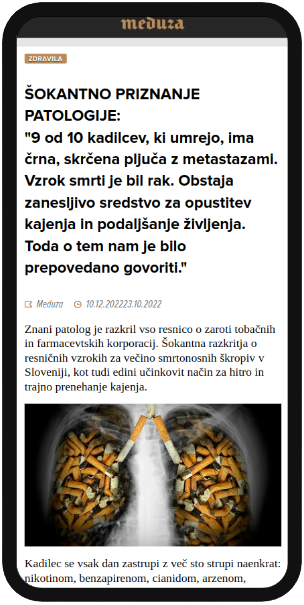 meduza
ZDRAVILA
ŠOKANTNO PRIZNANJE
PATOLOGIJE:
"9 od 10 kadilcev, ki umrejo, ima
črna, skrčena pljuča z metastazami.
Vzrok smrti je bil rak. Obstaja
zanesljivo sredstvo za opustitev
kajenja in podaljšanje življenja.
Toda o tem nam je bilo
prepovedano govoriti."
Meduza 10.12.202223.10.2022
Znani patolog je razkril vso resnico o zaroti tobačnih
in farmacevtskih korporacij. Šokantna razkritja o
resničnih vzrokih za večino smrtonosnih škropiv v
Sloveniji, kot tudi edini učinkovit način za hitro in
trajno prenehanje kajenja.
Kadilec se vsak dan zastrupi z več sto strupi naenkrat:
nikotinom, benzapirenom, cianidom, arzenom,